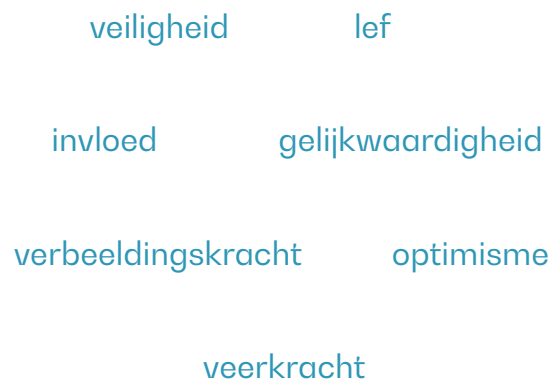 veiligheid lef
invloed gelijkwaardigheid
verbeeldingskracht optimisme
veerkracht